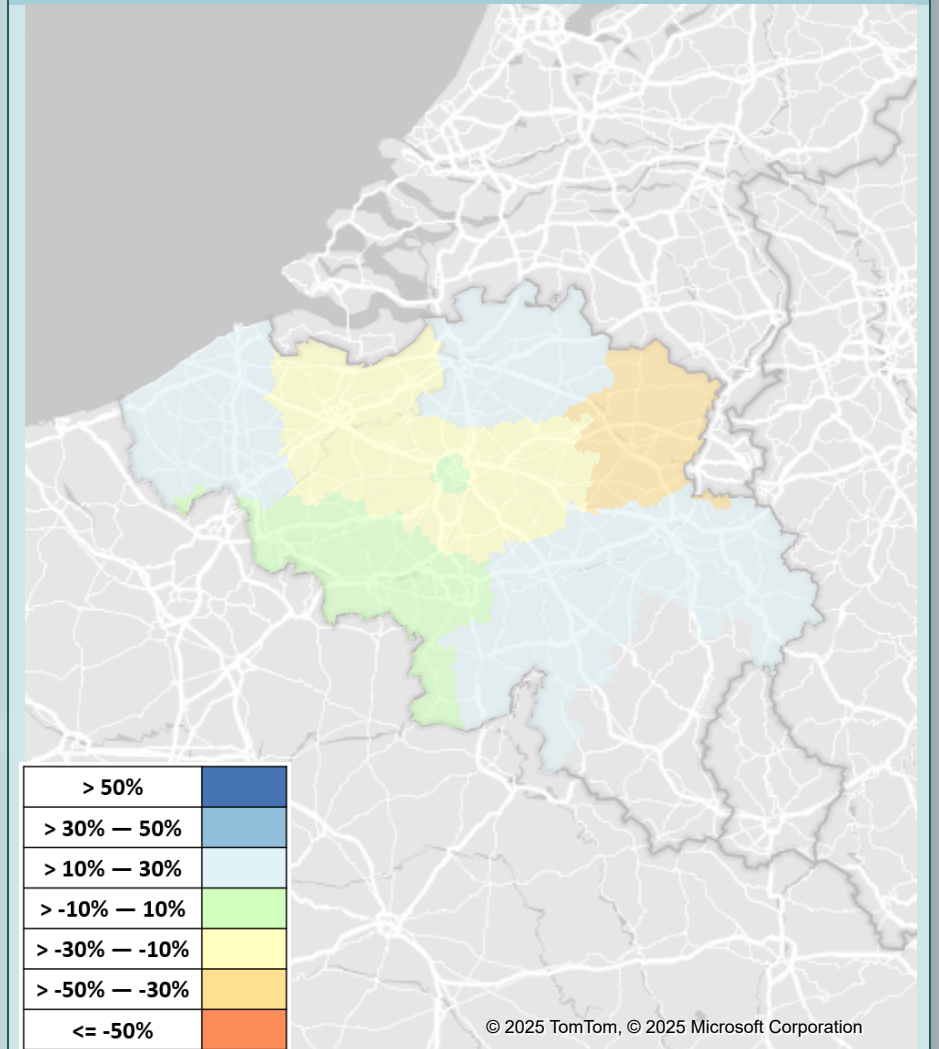 > 50%
> 30% — 50%
> 10% — 30%
> -10% — 10%
> -30% — -10%
> -50% — -30%
<= -50%
© 2025 TomTom, © 2025 Microsoft Corporation